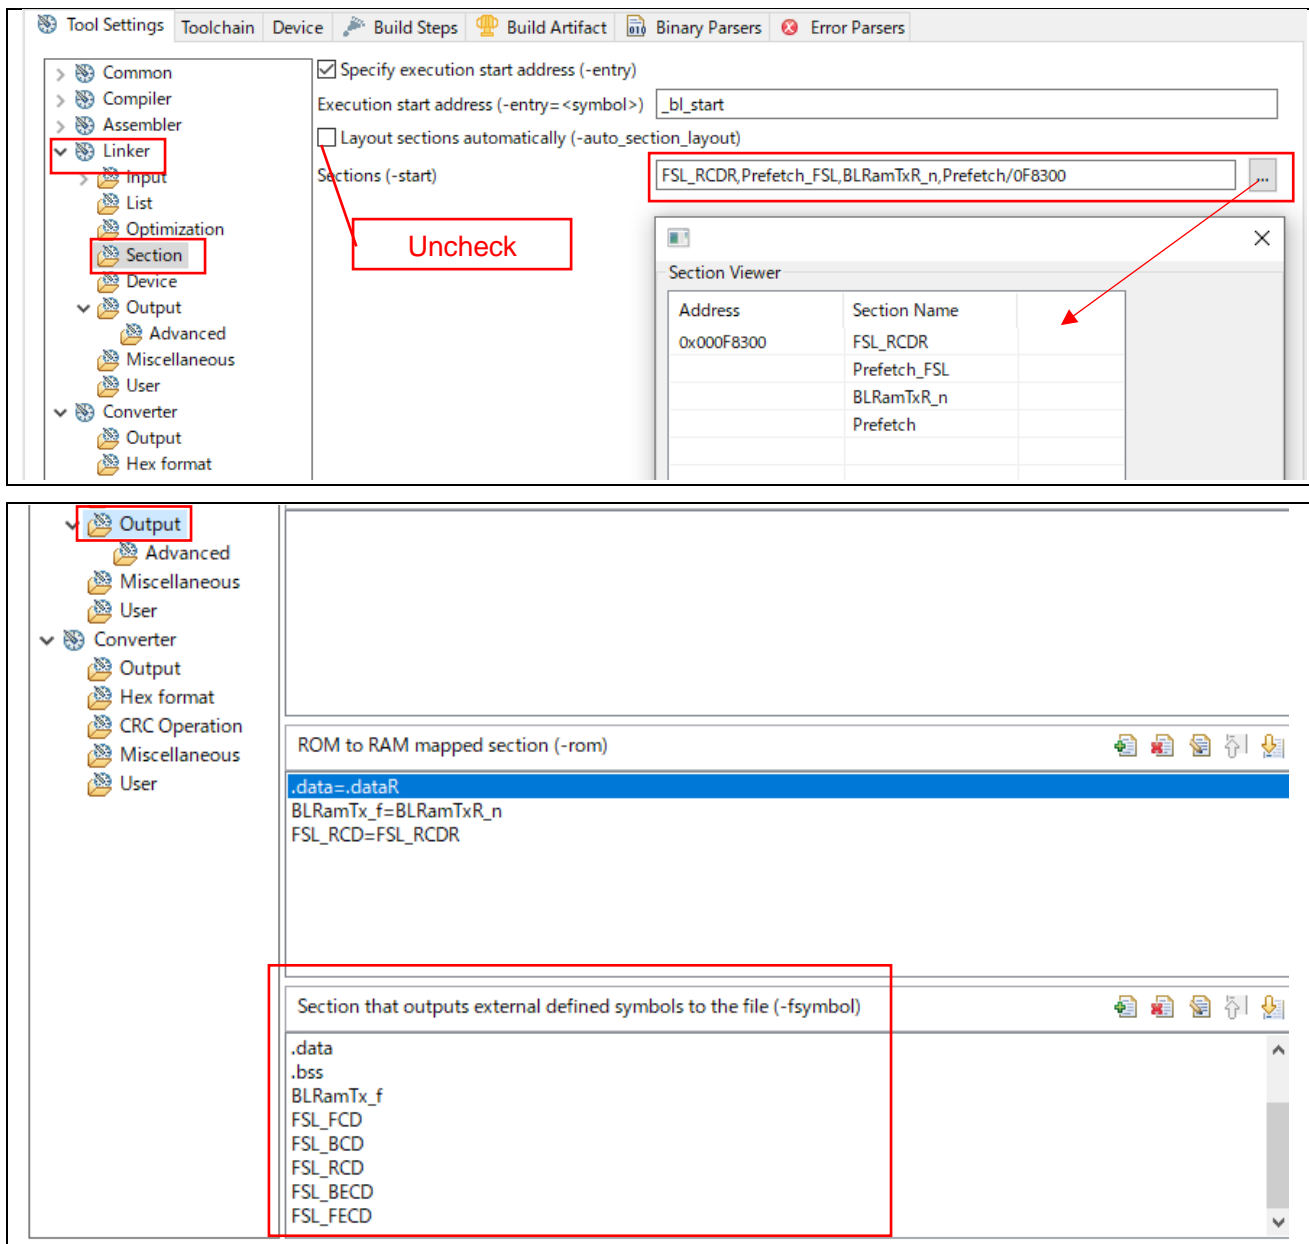 Tool Settings Toolchain Device Build Steps Build Artifact Binary Parsers Error Parsers
Common
Compiler
Assembler
Linker
Input
List
Optimization
Section
Device
Output
Advanced
Miscellaneous
User
Converter
Output
Hex format
Specify execution start address (-entry)
Execution start address (-entry=<symbol>) _bl_start
Layout sections automatically (-auto_section_layout)
Sections (-start) FSL_RCDR,Prefetch_FSL,BLRamTxR_n,Prefetch/0F8300 ...
Uncheck
Section Viewer
Address Section Name
0x000F8300 FSL_RCDR
Prefetch_FSL
BLRamTxR_n
Prefetch
Output
Advanced
Miscellaneous
User
Converter
Output
Hex format
CRC Operation
Miscellaneous
User
ROM to RAM mapped section (-rom)
.data=.dataR
BLRamTx_f=BLRamTxR_n
FSL_RCD=FSL_RCDR
Section that outputs external defined symbols to the file (-fsymbol)
.data
.bss
BLRamTx_f
FSL_FCD
FSL_BCD
FSL_RCD
FSL_BECD
FSL_FECD